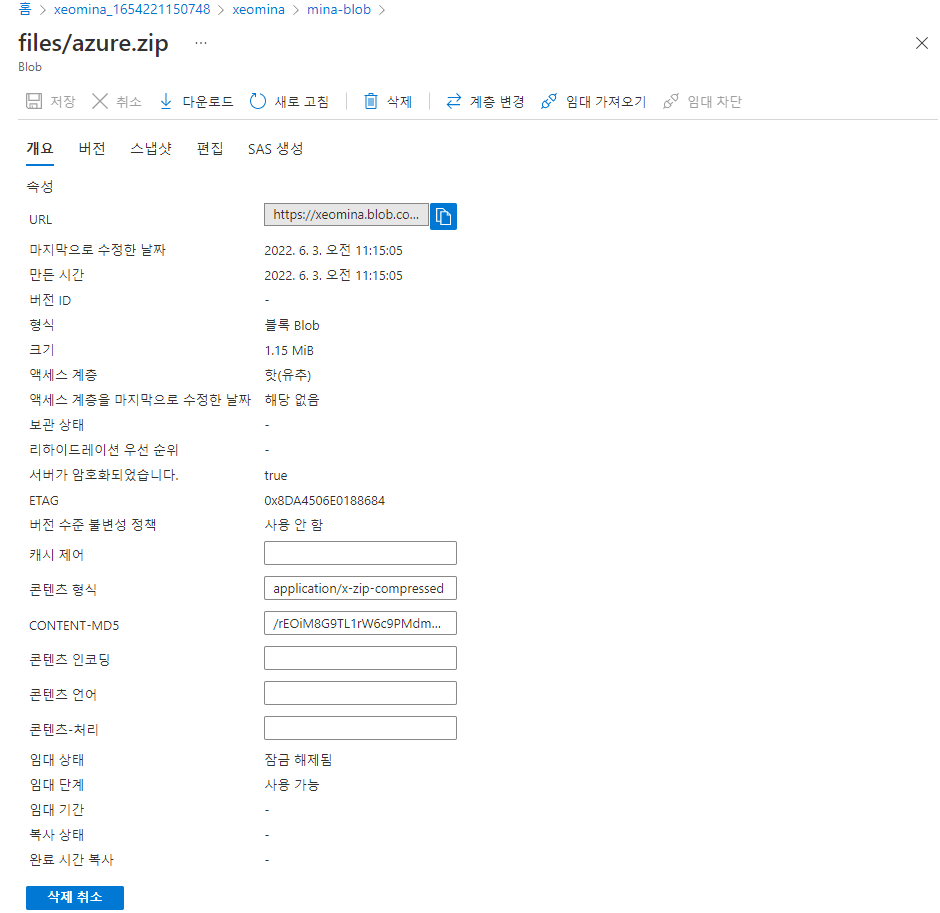 홈 > xeomina_1654221150748 > xeomina > mina-blob >
files/azure.zip ...
Blob
저장 취소 다운로드 새로 고침 삭제 계층 변경 임대 가져오기 임대 차단
개요 버전 스냅샷 편집 SAS 생성
속성
URL https://xeomina.blob.co...
마지막으로 수정한 날짜 2022. 6. 3. 오전 11:15:05
만든 시간 2022. 6. 3. 오전 11:15:05
버전 ID -
형식 블록 Blob
크기 1.15 MiB
액세스 계층 핫(유추)
액세스 계층을 마지막으로 수정한 날짜 해당 없음
보관 상태 -
리하이드레이션 우선 순위 -
서버가 암호화되었습니다. true
ETAG 0x8DA4506E0188684
버전 수준 불변성 정책 사용 안 함
캐시 제어
콘텐츠 형식 application/x-zip-compressed
CONTENT-MD5 /rEOiM8G9TL1rW6c9PMdm...
콘텐츠 인코딩
콘텐츠 언어
콘텐츠-처리
임대 상태 잠금 해제됨
임대 단계 사용 가능
임대 기간 -
복사 상태 -
완료 시간 복사 -
삭제 취소